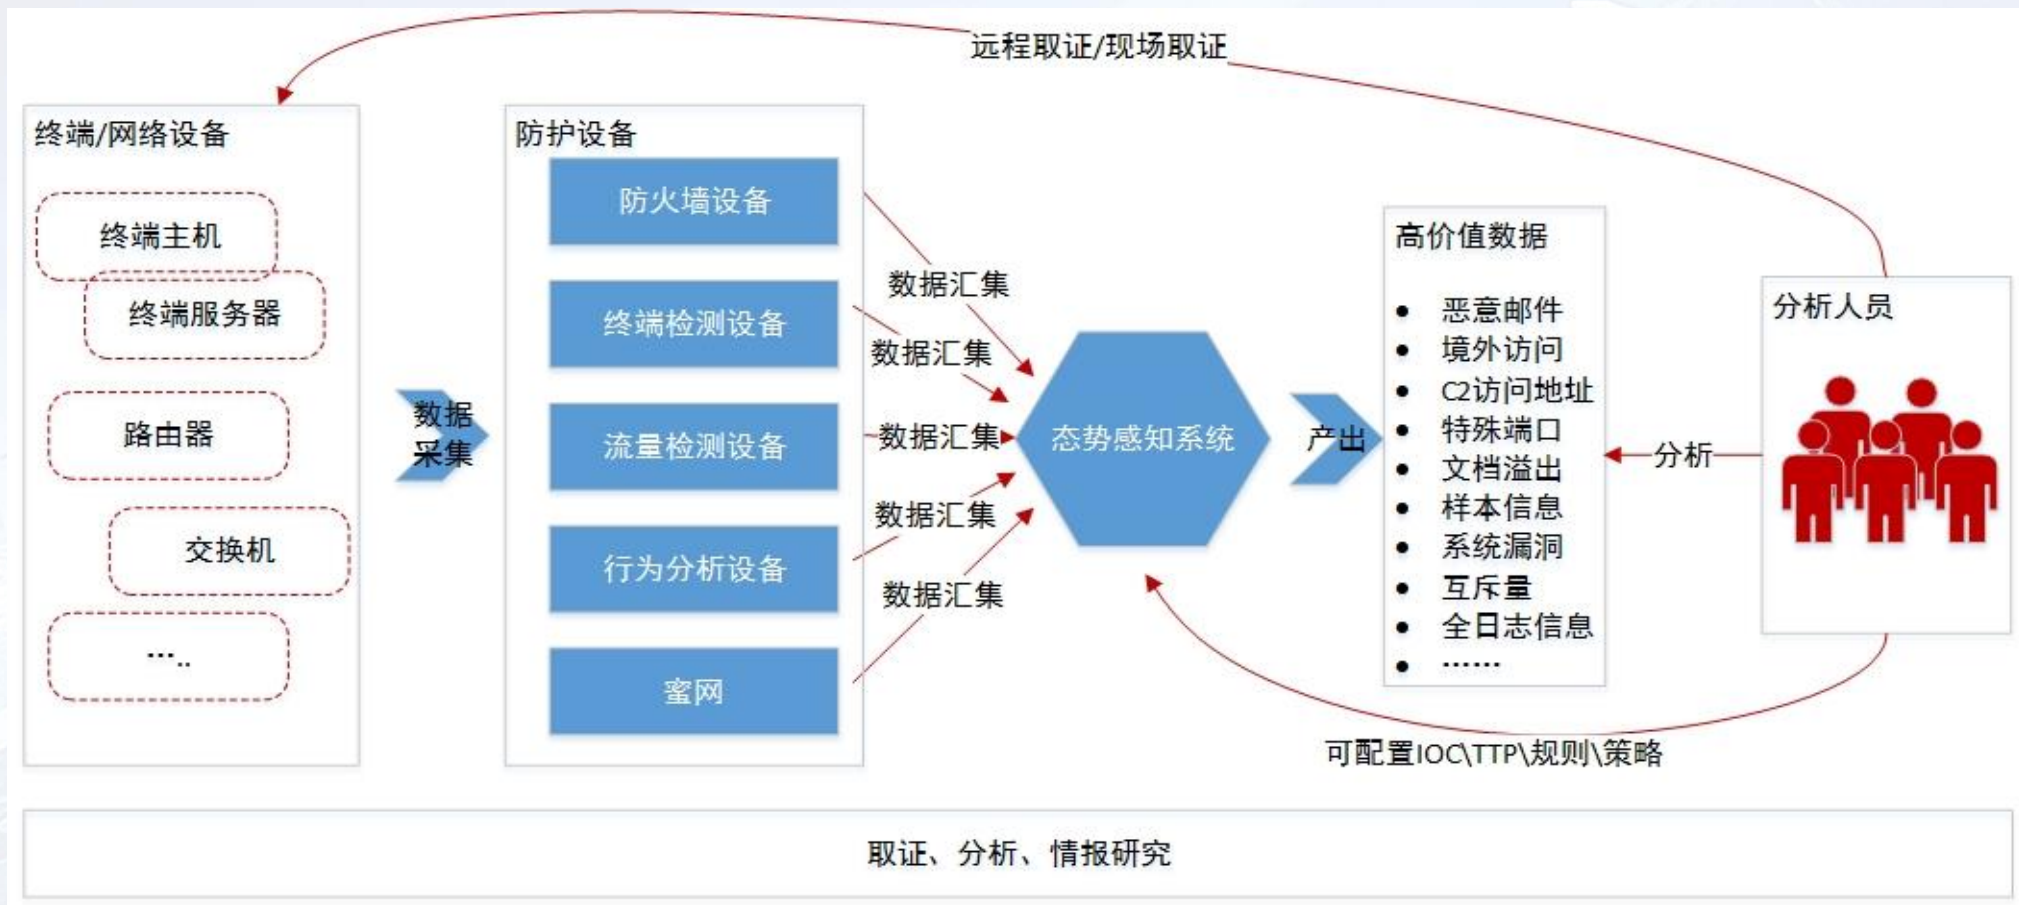 远程取证/现场取证
终端/网络设备
终端主机
终端服务器
路由器
交换机
…..
数据
采集
防护设备
防火墙设备
终端检测设备
流量检测设备
行为分析设备
蜜网
数据汇集
数据汇集
数据汇集
数据汇集
数据汇集
态势感知系统
产出
高价值数据
● 恶意邮件
● 境外访问
● C2访问地址
● 特殊端口
● 文档溢出
● 样本信息
● 系统漏洞
● 互斥量
● 全日志信息
● ……
分析
分析人员
可配置IOC\TTP\规则\策略
取证、分析、情报研究